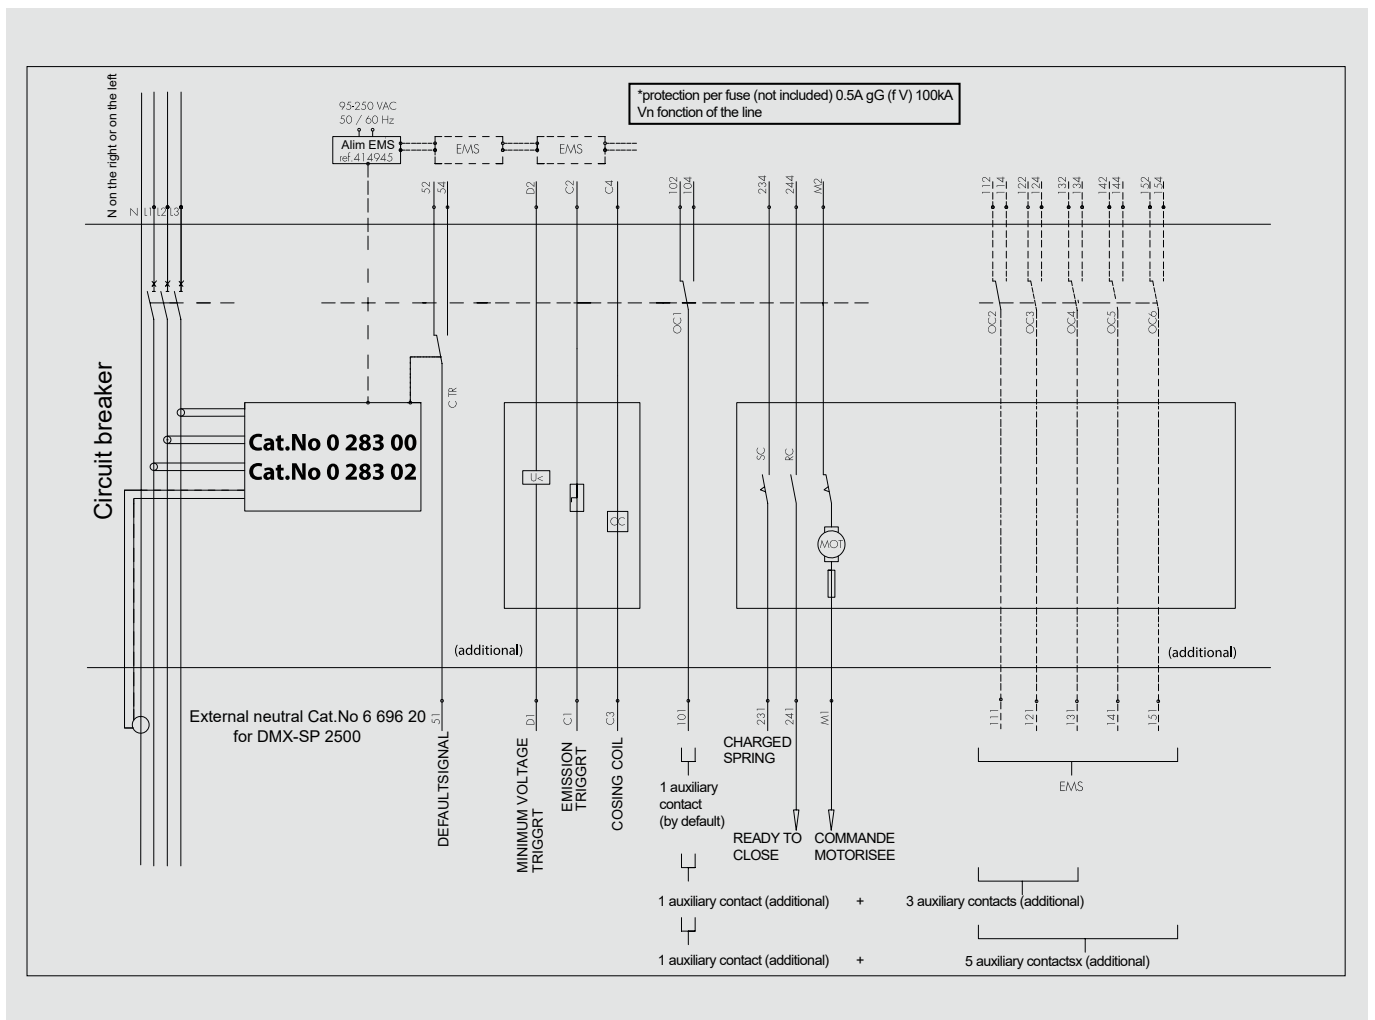 N on the right or on the left
95-250 VAC
50 / 60 Hz
Alim EMS
ref.414945
EMS
EMS
*protection per fuse (not included) 0.5A gG (f V) 100kA
Vn fonction of the line
N
L1
L2
L3
52
54
D2
C2
C4
102
104
234
244
M2
112
114
122
124
132
134
142
144
152
154
OC1
OC2
OC3
OC4
OC5
OC6
Circuit breaker
C TR
Cat.No 0 283 00
Cat.No 0 283 02
U<
CC
SC
RC
MOT
(additional)
(additional)
External neutral Cat.No 6 696 20
for DMX-SP 2500
51
D1
C1
C3
101
231
241
M1
111
121
131
141
151
DEFAULTSIGNAL
MINIMUM VOLTAGE
TRIGGRT
EMISSION
TRIGGRT
COSING COIL
CHARGED
SPRING
EMS
1 auxiliary
contact
(by default)
READY TO
CLOSE
COMMANDE
MOTORISEE
1 auxiliary contact (additional) + 3 auxiliary contacts (additional)
1 auxiliary contact (additional) + 5 auxiliary contactsx (additional)